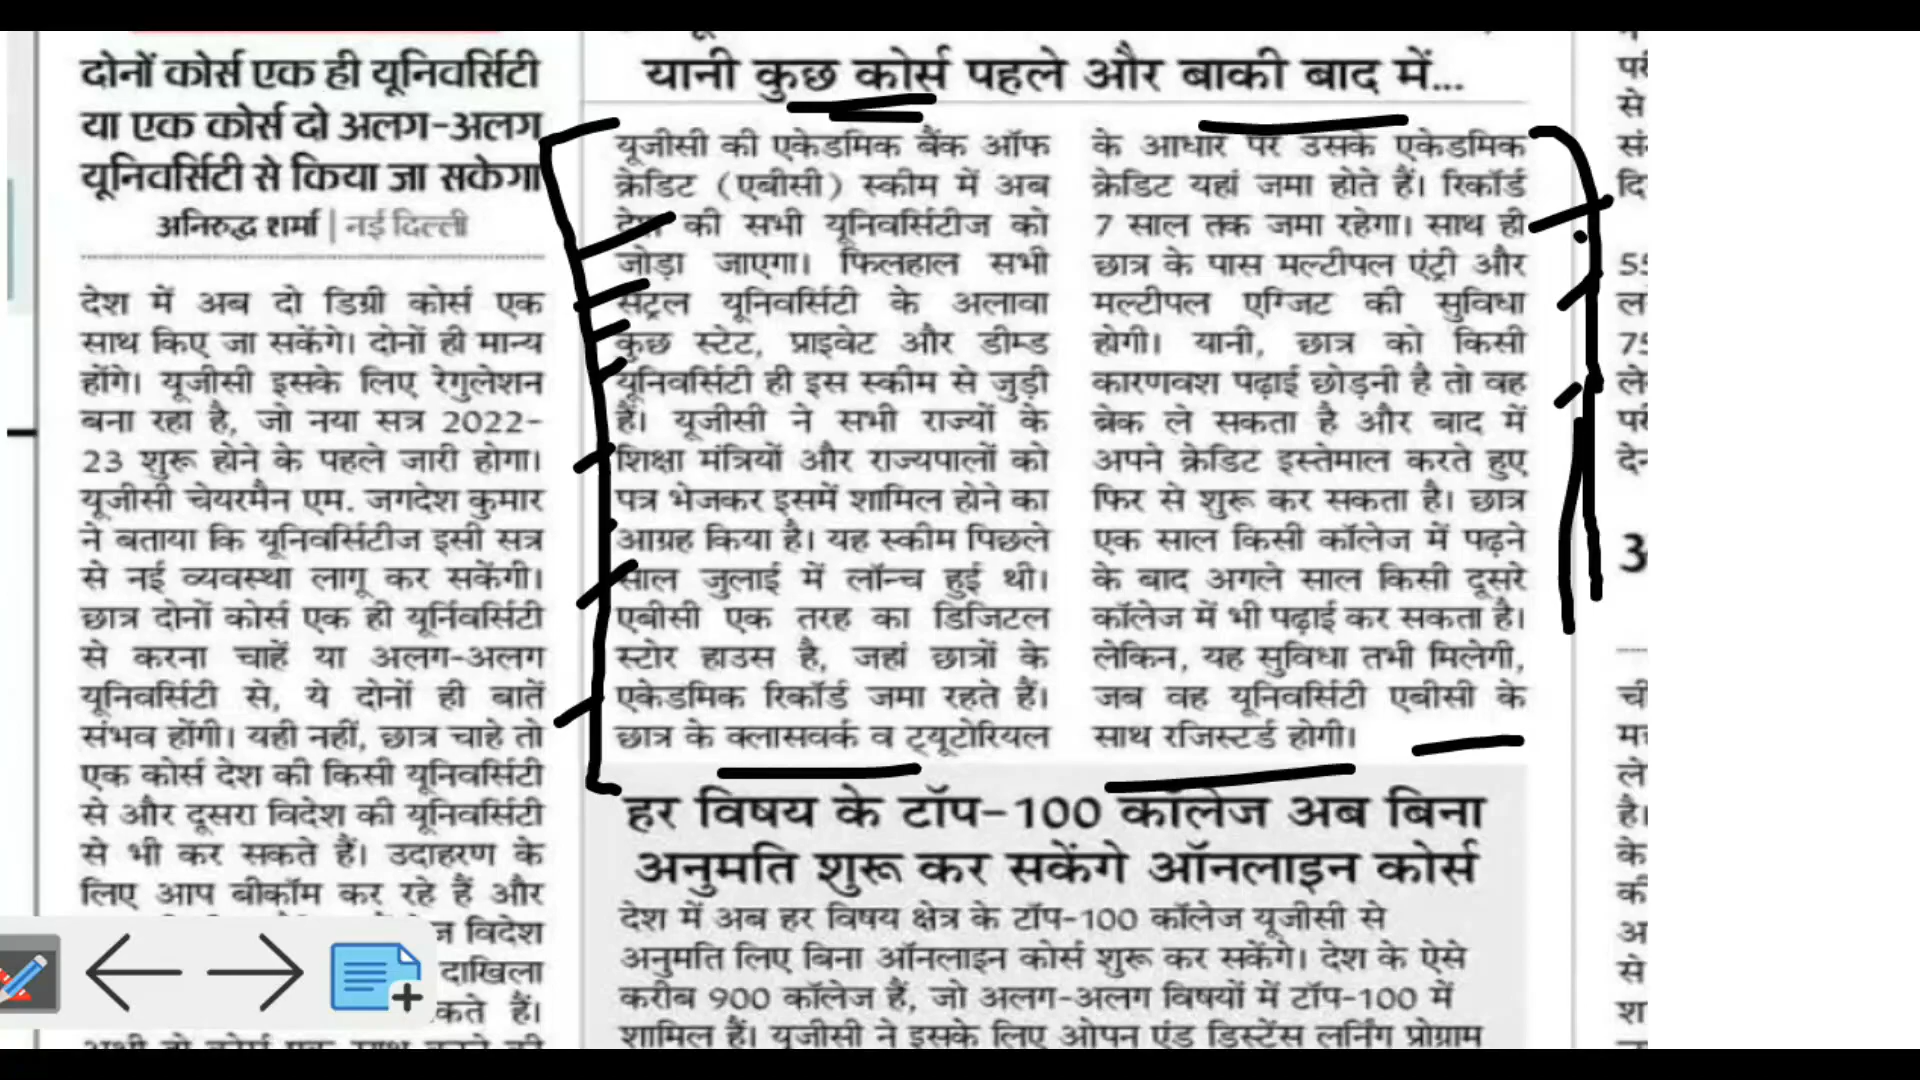 दोनों कोर्स एक ही यूनिवर्सिटी
या एक कोर्स दो अलग-अलग
यूनिवर्सिटी से किया जा सकेगा
अनिरुद्ध शर्मा | नई दिल्ली
देश में अब दो डिग्री कोर्स एक
साथ किए जा सकेंगे। दोनों ही मान्य
होंगे। यूजीसी इसके लिए रेगुलेशन
बना रहा है, जो नया सत्र 2022-
23 शुरू होने के पहले जारी होगा।
यूजीसी चेयरमैन एम. जगदेश कुमार
ने बताया कि यूनिवर्सिटीज इसी सत्र
से नई व्यवस्था लागू कर सकेंगी।
छात्र दोनों कोर्स एक ही यूनिवर्सिटी
से करना चाहें या अलग-अलग
यूनिवर्सिटी से, ये दोनों ही बातें
संभव होंगी। यही नहीं, छात्र चाहे तो
एक कोर्स देश की किसी यूनिवर्सिटी
से और दूसरा विदेश की यूनिवर्सिटी
से भी कर सकते हैं। उदाहरण के
लिए आप बीकॉम कर रहे हैं और
विदेश
दाखिला
हैं।
यानी कुछ कोर्स पहले और बाकी बाद में...
यूजीसी की एकेडमिक बैंक ऑफ
क्रेडिट (एबीसी) स्कीम में अब
देश की सभी यूनिवर्सिटीज को
जोड़ा जाएगा। फिलहाल सभी
सेंट्रल यूनिवर्सिटी के अलावा
कुछ स्टेट, प्राइवेट और डीम्ड
यूनिवर्सिटी ही इस स्कीम से जुड़ी
हैं। यूजीसी ने सभी राज्यों के
शिक्षा मंत्रियों और राज्यपालों को
पत्र भेजकर इसमें शामिल होने का
आग्रह किया है। यह स्कीम पिछले
साल जुलाई में लॉन्च हुई थी।
एबीसी एक तरह का डिजिटल
स्टोर हाउस है, जहां छात्रों के
एकेडमिक रिकॉर्ड जमा रहते हैं।
छात्र के क्लासवर्क व ट्यूटोरियल
के आधार पर उसके एकेडमिक
क्रेडिट यहां जमा होते हैं। रिकॉर्ड
7 साल तक जमा रहेगा। साथ ही
छात्र के पास मल्टीपल एंट्री और
मल्टीपल एग्जिट की सुविधा
होगी। यानी, छात्र को किसी
कारणवश पढ़ाई छोड़नी है तो वह
ब्रेक ले सकता है और बाद में
अपने क्रेडिट इस्तेमाल करते हुए
फिर से शुरू कर सकता है। छात्र
एक साल किसी कॉलेज में पढ़ने
के बाद अगले साल किसी दूसरे
कॉलेज में भी पढ़ाई कर सकता है।
लेकिन, यह सुविधा तभी मिलेगी,
जब वह यूनिवर्सिटी एबीसी के
साथ रजिस्टर्ड होगी।
हर विषय के टॉप-100 कॉलेज अब बिना
अनुमति शुरू कर सकेंगे ऑनलाइन कोर्स
देश में अब हर विषय क्षेत्र के टॉप-100 कॉलेज यूजीसी से
अनुमति लिए बिना ऑनलाइन कोर्स शुरू कर सकेंगे। देश के ऐसे
करीब 900 कॉलेज हैं, जो अलग-अलग विषयों में टॉप-100 में
शामिल हैं। यूजीसी ने इसके लिए ओपन एंड डिस्टेंस लर्निंग प्रोग्राम